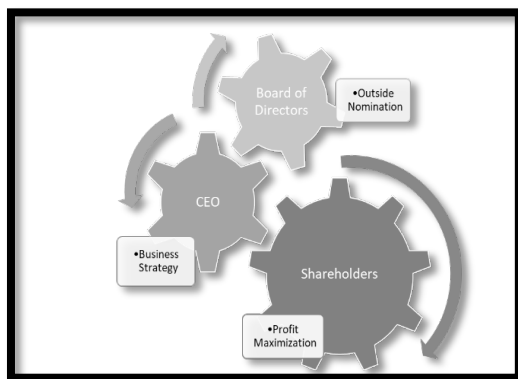 Board of
Directors
•Outside
Nomination
CEO
•Business
Strategy
Shareholders
•Profit
Maximization